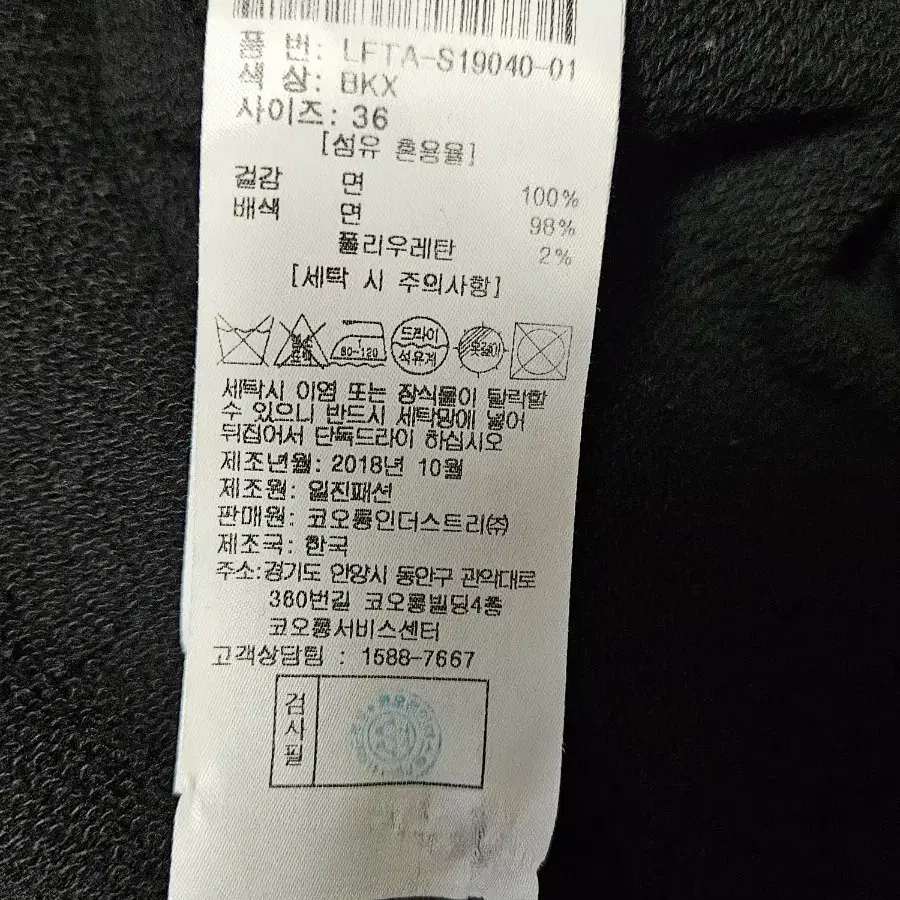 품 번: LFTA-S19040-01
색 상: BKX
사이즈: 36
[섬유 혼용율]
겉감 면 100%
배색 면 98%
폴리우레탄 2%
[세탁 시 주의사항]
80~120
드라이
석유계
옷걸이
세탁시 이염 또는 장식물이 탈락할
수 있으니 반드시 세탁망에 넣어
뒤집어서 단독드라이 하십시오
제조년월: 2018년 10월
제조원: 일진패션
판매원: 코오롱인더스트리㈜
제조국: 한국
주소:경기도 안양시 동안구 관악대로
360번길 코오롱빌딩4층
코오롱서비스센터
고객상담팀 : 1588-7667
검사필